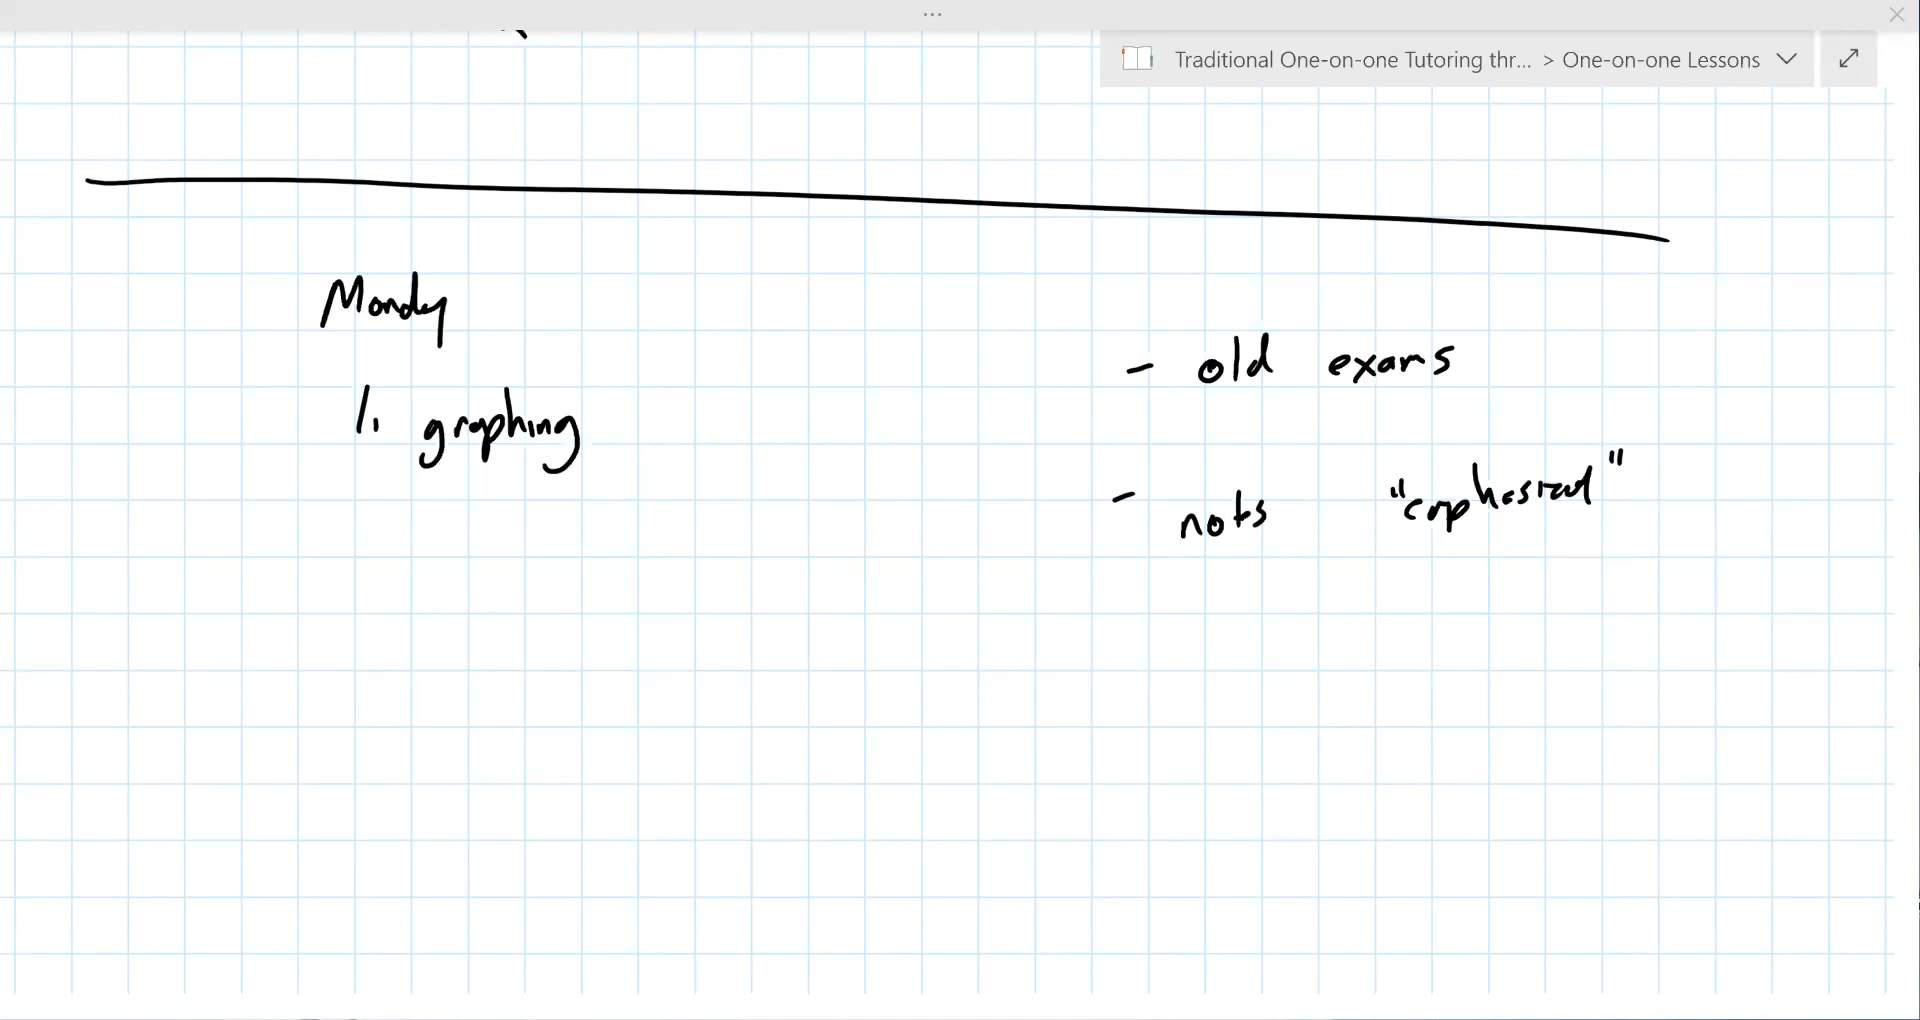 ...
Traditional One-on-one Tutoring thr... > One-on-one Lessons
Monday
1. graphing
- old exams
- notes "emphasized"